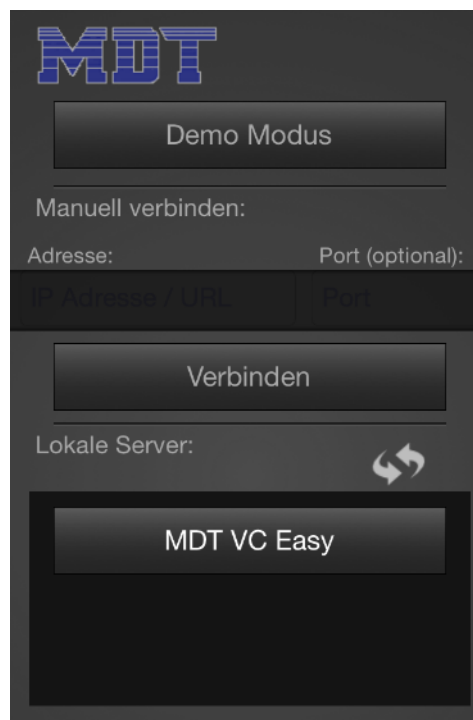 MDT
Demo Modus
Manuell verbinden:
Adresse: Port (optional):
IP Adresse / URL Port
Verbinden
Lokale Server:
MDT VC Easy